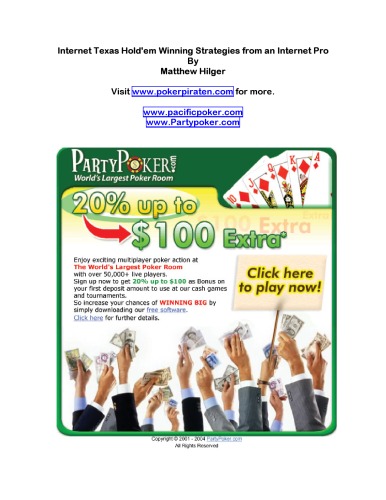 Internet Texas Hold'em Winning Strategies from an Internet Pro
By
Matthew Hilger
Visit www.pokerpiraten.com for more.
www.pacificpoker.com
www.Partypoker.com
PARTYPOKER.com
World's Largest Poker Room
10 J Q K A
20% up to
$100 Extra*
Enjoy exciting multiplayer poker action at
The World's Largest Poker Room
with over 50,000+ live players.
Sign up now to get 20% up to $100 as Bonus on
your first deposit amount to use at our cash games
and tournaments.
So increase your chances of WINNING BIG by
simply downloading our free software.
Click here for further details.
Click here
to play now!
Copyright © 2001 - 2004 PartyPoker.com
All Rights Reserved